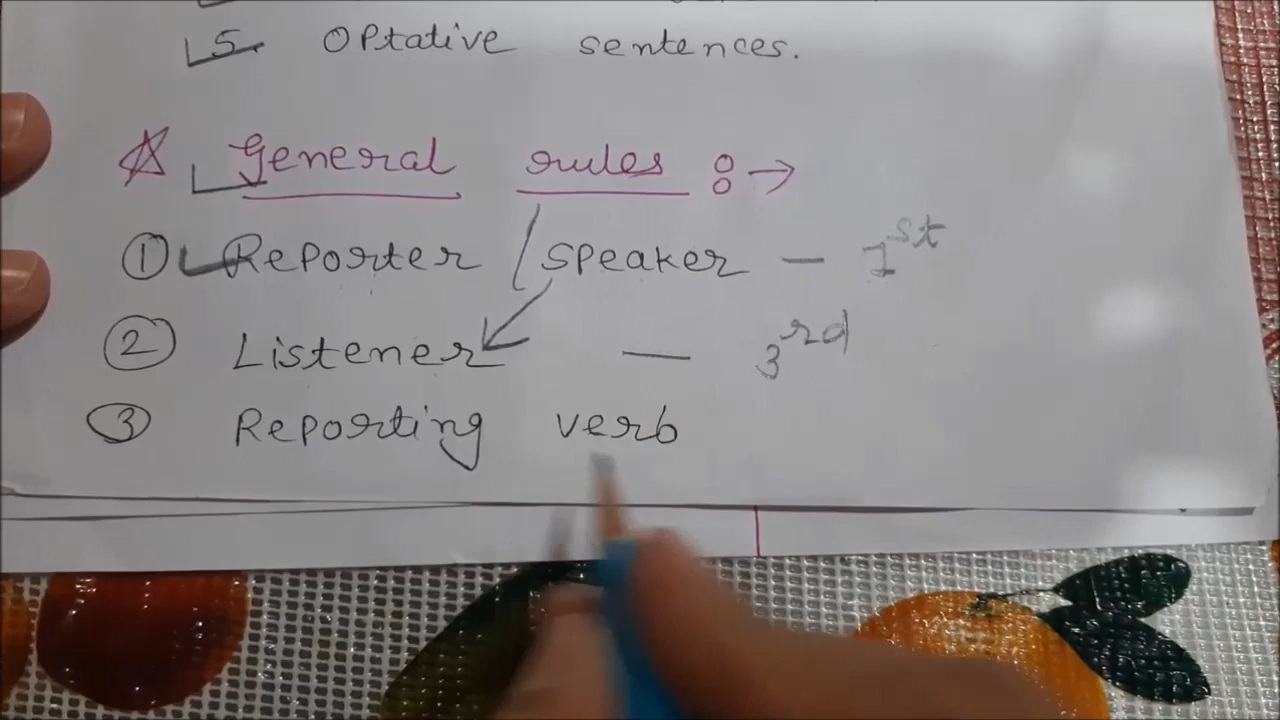 5. Optative sentences.
☆ General rules :→
① Reporter / speaker — 1st
② Listener — 3rd
③ Reporting verb